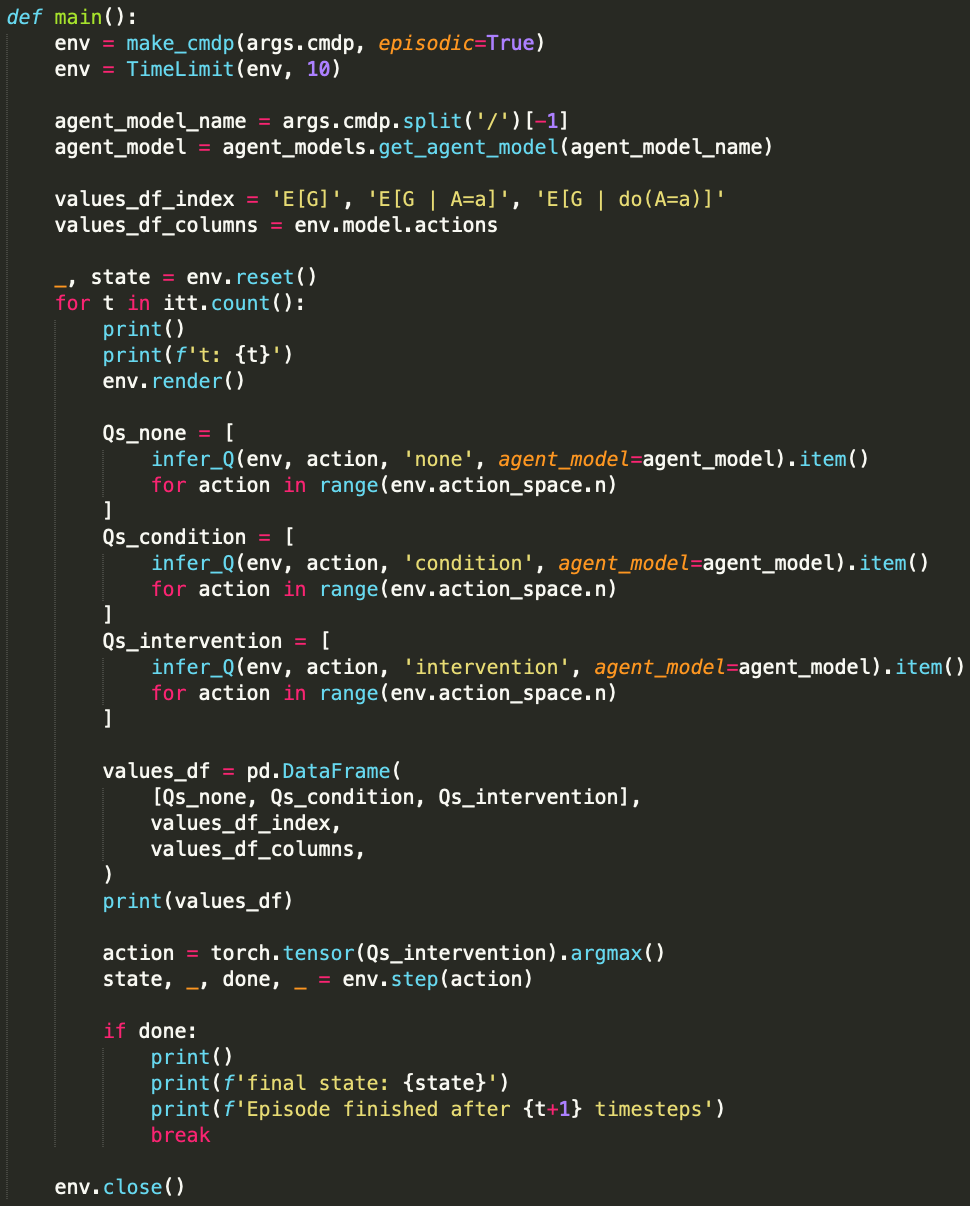 def main():
    env = make_cmdp(args.cmdp, episodic=True)
    env = TimeLimit(env, 10)

    agent_model_name = args.cmdp.split('/')[-1]
    agent_model = agent_models.get_agent_model(agent_model_name)

    values_df_index = 'E[G]', 'E[G | A=a]', 'E[G | do(A=a)]'
    values_df_columns = env.model.actions

    _, state = env.reset()
    for t in itt.count():
        print()
        print(f't: {t}')
        env.render()

        Qs_none = [
            infer_Q(env, action, 'none', agent_model=agent_model).item()
            for action in range(env.action_space.n)
        ]
        Qs_condition = [
            infer_Q(env, action, 'condition', agent_model=agent_model).item()
            for action in range(env.action_space.n)
        ]
        Qs_intervention = [
            infer_Q(env, action, 'intervention', agent_model=agent_model).item()
            for action in range(env.action_space.n)
        ]

        values_df = pd.DataFrame(
            [Qs_none, Qs_condition, Qs_intervention],
            values_df_index,
            values_df_columns,
        )
        print(values_df)

        action = torch.tensor(Qs_intervention).argmax()
        state, _, done, _ = env.step(action)

        if done:
            print()
            print(f'final state: {state}')
            print(f'Episode finished after {t+1} timesteps')
            break

    env.close()